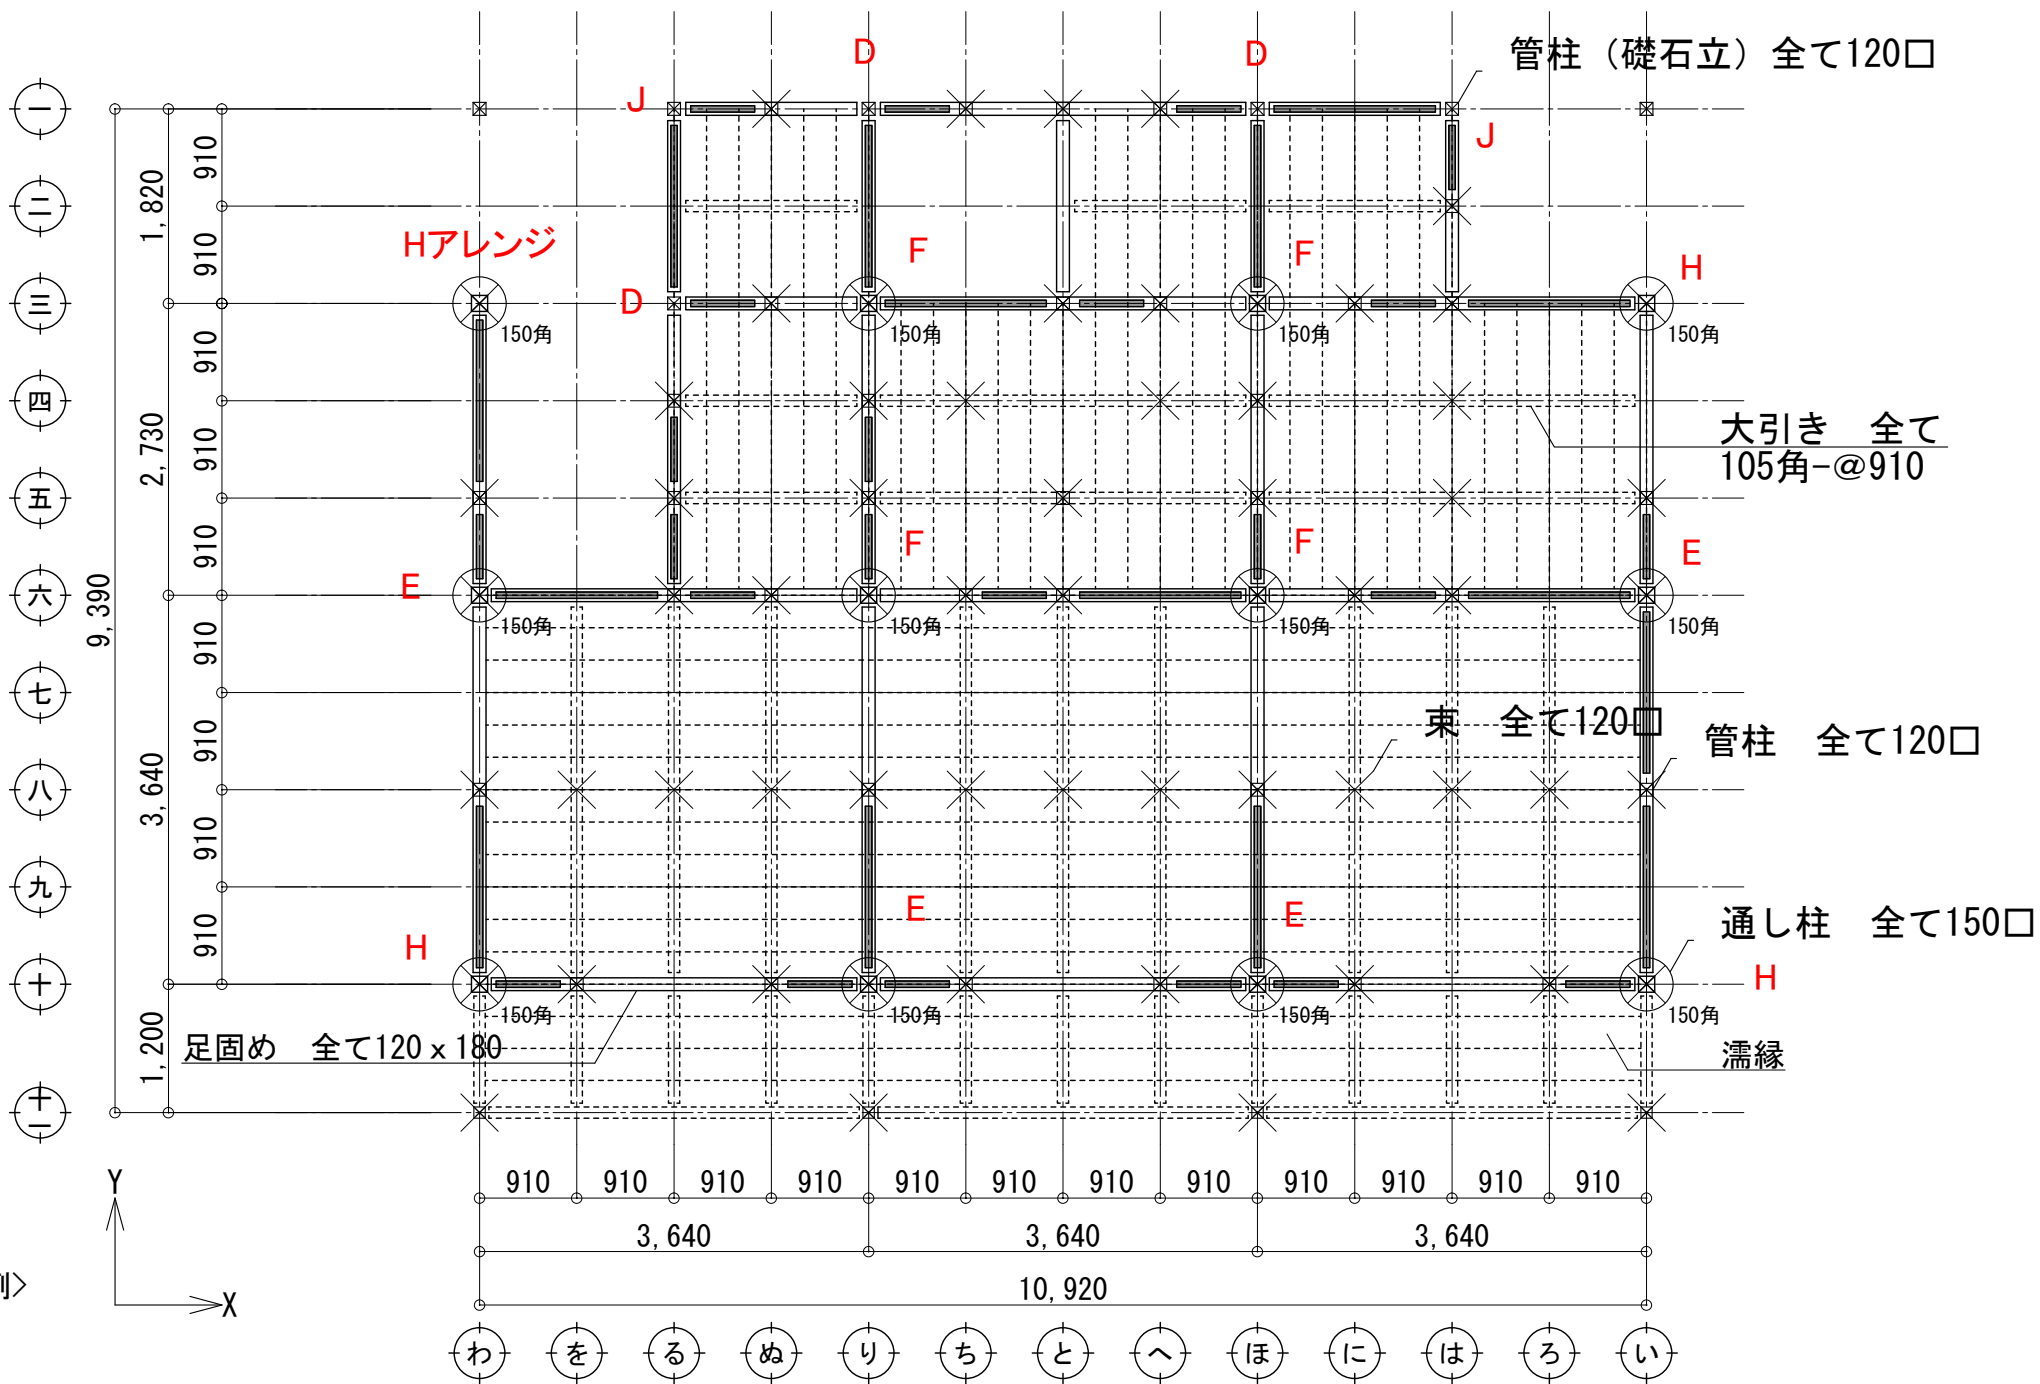 D
D
管柱（礎石立）全て120□
J
J
一
二
三
四
五
六
七
八
九
十
十一
910
910
910
910
910
910
910
910
910
1,820
2,730
3,640
1,200
9,390
Hアレンジ
F
F
H
D
150角
150角
150角
150角
大引き　全て
105角-@910
F
F
E
E
150角
150角
150角
150角
束　全て120□
管柱　全て120□
E
E
通し柱　全て150□
H
H
150角
150角
150角
150角
足固め　全て120ｘ180
濡縁
Y
X
910
910
910
910
910
910
910
910
910
910
910
910
3,640
3,640
3,640
10,920
わ
を
る
ぬ
り
ち
と
へ
ほ
に
は
ろ
い